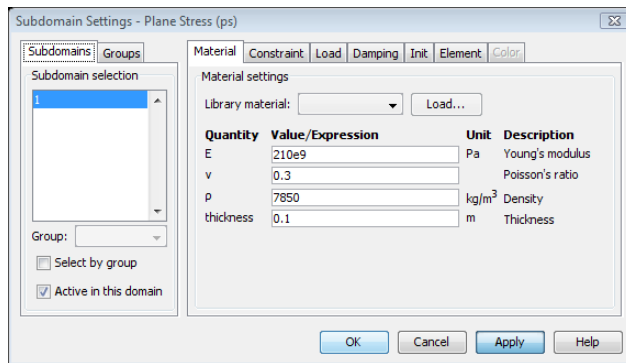 Subdomain Settings - Plane Stress (ps)
Subdomains Groups
Subdomain selection
1
Group:
Select by group
Active in this domain
Material Constraint Load Damping Init Element Color
Material settings
Library material: Load...
Quantity Value/Expression Unit Description
E 210e9 Pa Young's modulus
ν 0.3 Poisson's ratio
ρ 7850 kg/m³ Density
thickness 0.1 m Thickness
OK Cancel Apply Help